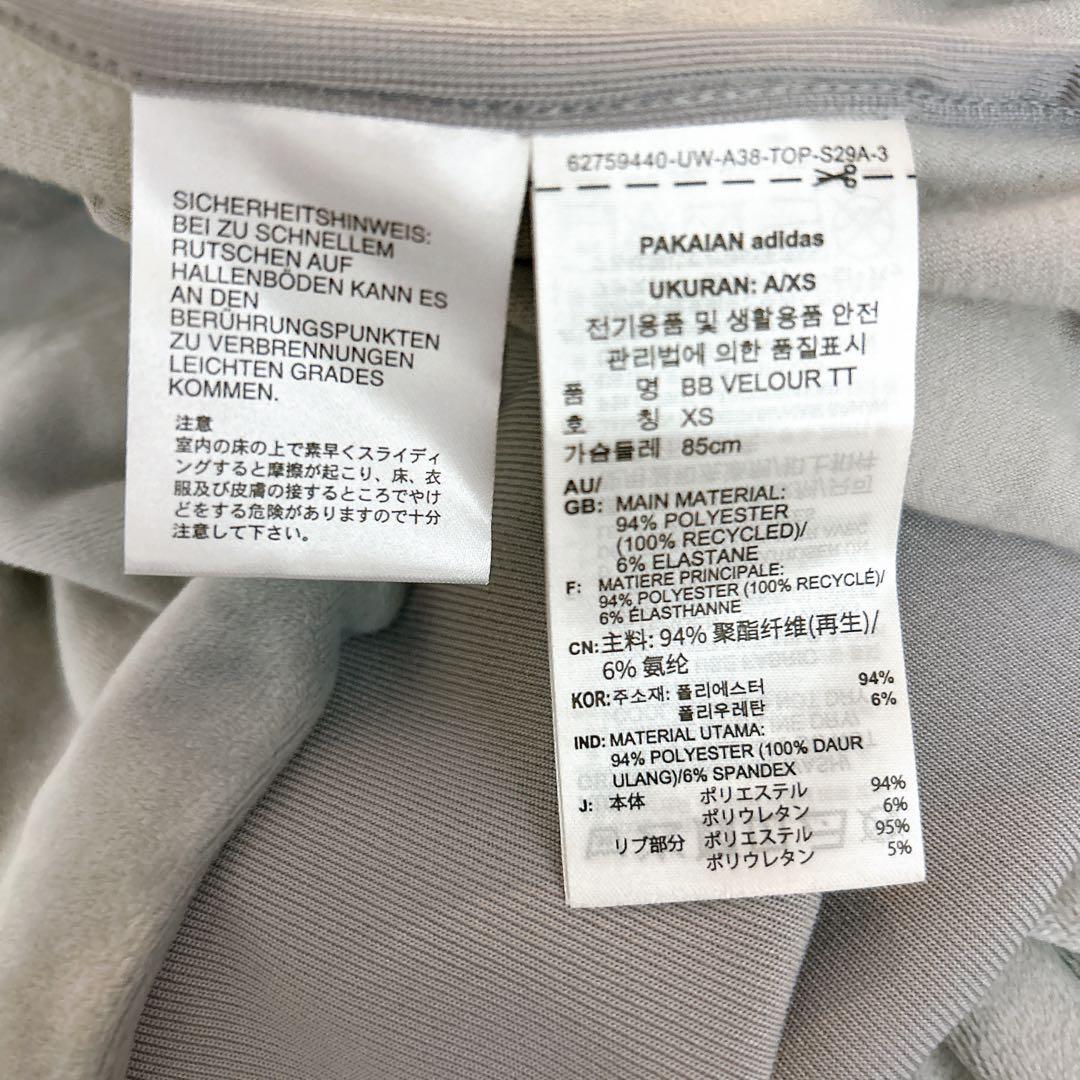 SICHERHEITSHINWEIS:
BEI ZU SCHNELLEM
RUTSCHEN AUF
HALLENBÖDEN KANN ES
AN DEN
BERÜHRUNGSPUNKTEN
ZU VERBRENNUNGEN
LEICHTEN GRADES
KOMMEN.
注意
室内の床の上で素早くスライディ
ングすると摩擦が起こり、床、衣
服及び皮膚の接するところでやけ
どをする危険がありますので十分
注意して下さい。
62759440-UW-A38-TOP-S29A-3
PAKAIAN adidas
UKURAN: A/XS
전기용품 및 생활용품 안전
관리법에 의한 품질표시
품 명 BB VELOUR TT
호 칭 XS
가슴둘레 85cm
AU/
GB: MAIN MATERIAL:
94% POLYESTER
(100% RECYCLED)/
6% ELASTANE
F: MATIERE PRINCIPALE:
94% POLYESTER (100% RECYCLÉ)/
6% ÉLASTHANNE
CN: 主料: 94% 聚酯纤维(再生)/
6% 氨纶
KOR: 주소재: 폴리에스터 94%
폴리우레탄 6%
IND: MATERIAL UTAMA:
94% POLYESTER (100% DAUR
ULANG)/6% SPANDEX
J: 本体 ポリエステル 94%
ポリウレタン 6%
リブ部分 ポリエステル 95%
ポリウレタン 5%